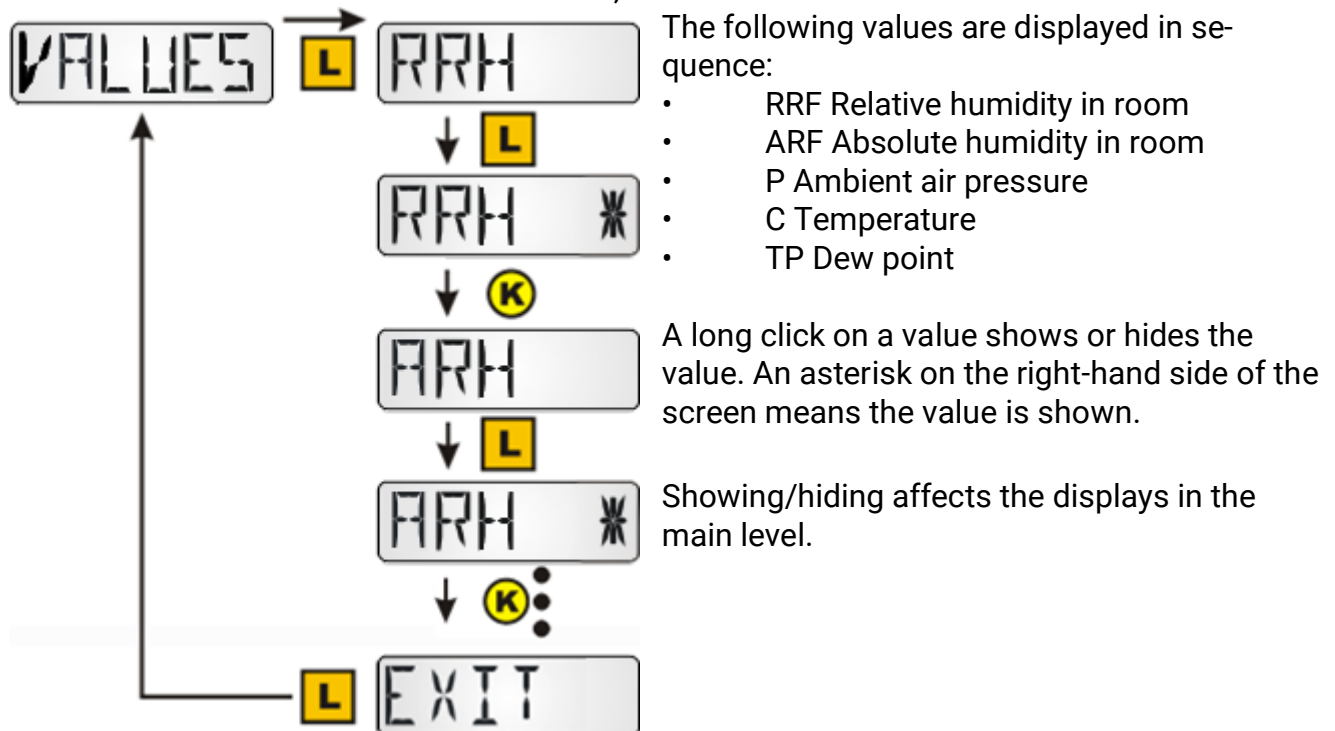 VALUES L RRH
L
RRH *
K
ARH
L
ARH *
K
L EXIT
The following values are displayed in se-
quence:
• RRF Relative humidity in room
• ARF Absolute humidity in room
• P Ambient air pressure
• C Temperature
• TP Dew point
A long click on a value shows or hides the
value. An asterisk on the right-hand side of the
screen means the value is shown.
Showing/hiding affects the displays in the
main level.